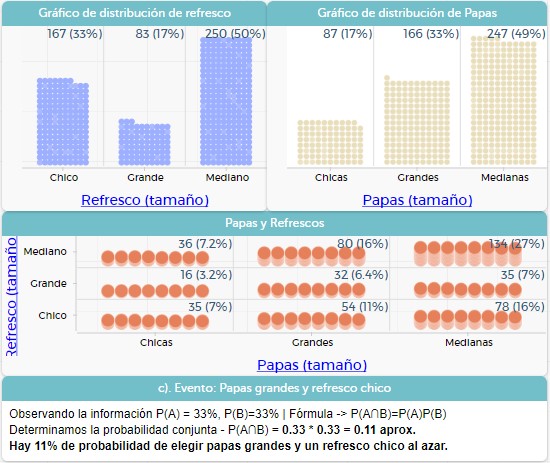 Gráfico de distribución de refresco
167 (33%) 83 (17%) 250 (50%)
Chico Grande Mediano
Refresco (tamaño)
Gráfico de distribución de Papas
87 (17%) 166 (33%) 247 (49%)
Chicas Grandes Medianas
Papas (tamaño)
Papas y Refrescos
Refresco (tamaño
36 (7.2%) 80 (16%) 134 (27%)
Mediano
16 (3.2%) 32 (6.4%) 35 (7%)
Grande
35 (7%) 54 (11%) 78 (16%)
Chico
Chicas Grandes Medianas
Papas (tamaño)
c). Evento: Papas grandes y refresco chico
Observando la información P(A) = 33%, P(B)=33% | Fórmula -> P(A∩B)=P(A)P(B)
Determinamos la probabilidad conjunta - P(A∩B) = 0.33 * 0.33 = 0.11 aprox.
Hay 11% de probabilidad de elegir papas grandes y un refresco chico al azar.